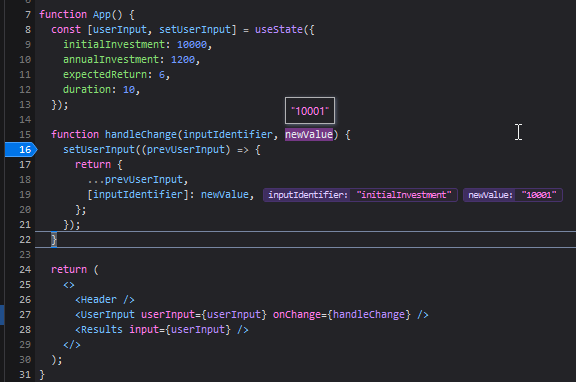 7 function App() {
8 const [userInput, setUserInput] = useState({
9 initialInvestment: 10000,
10 annualInvestment: 1200,
11 expectedReturn: 6,
12 duration: 10,
13 });
"10001"
15 function handleChange(inputIdentifier, newValue) {
16 setUserInput((prevUserInput) => {
17 return {
18 ...prevUserInput,
19 [inputIdentifier]: newValue, inputIdentifier: "initialInvestment" newValue: "10001"
20 };
21 });
22 }
23
24 return (
25 <>
26 <Header />
27 <UserInput userInput={userInput} onChange={handleChange} />
28 <Results input={userInput} />
29 </>
30 );
31 }